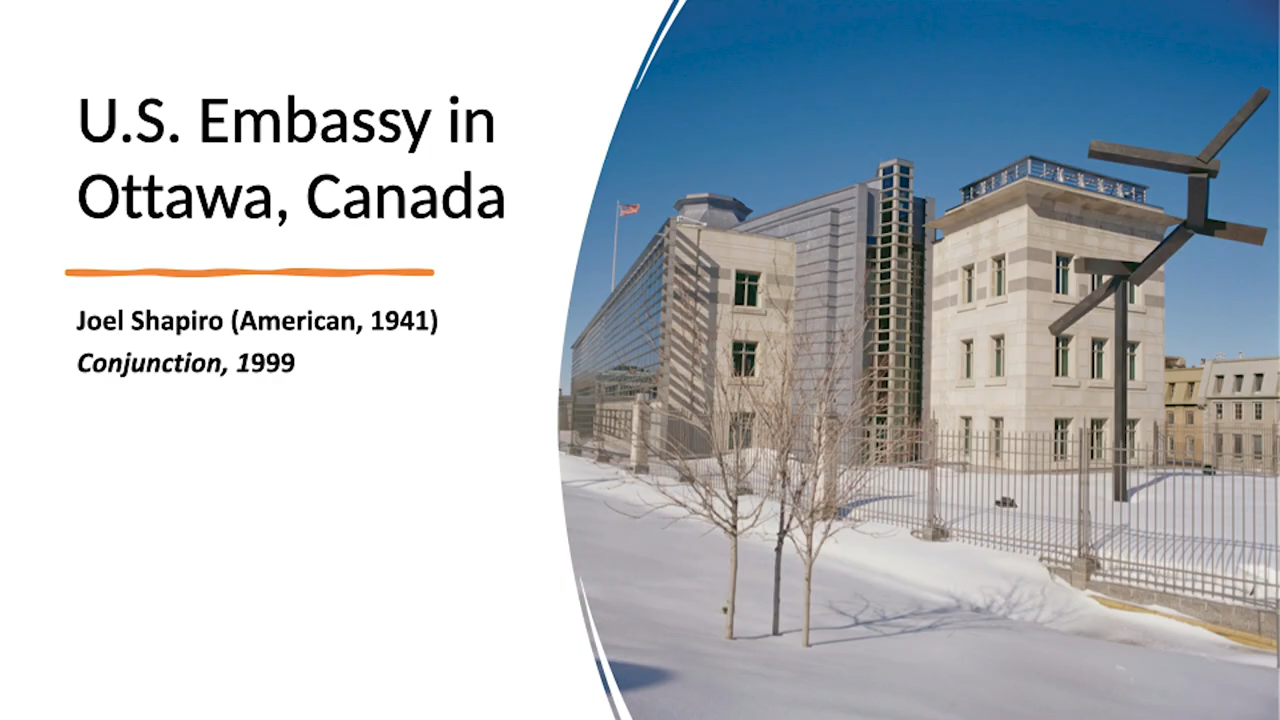 U.S. Embassy in
Ottawa, Canada
Joel Shapiro (American, 1941)
Conjunction, 1999